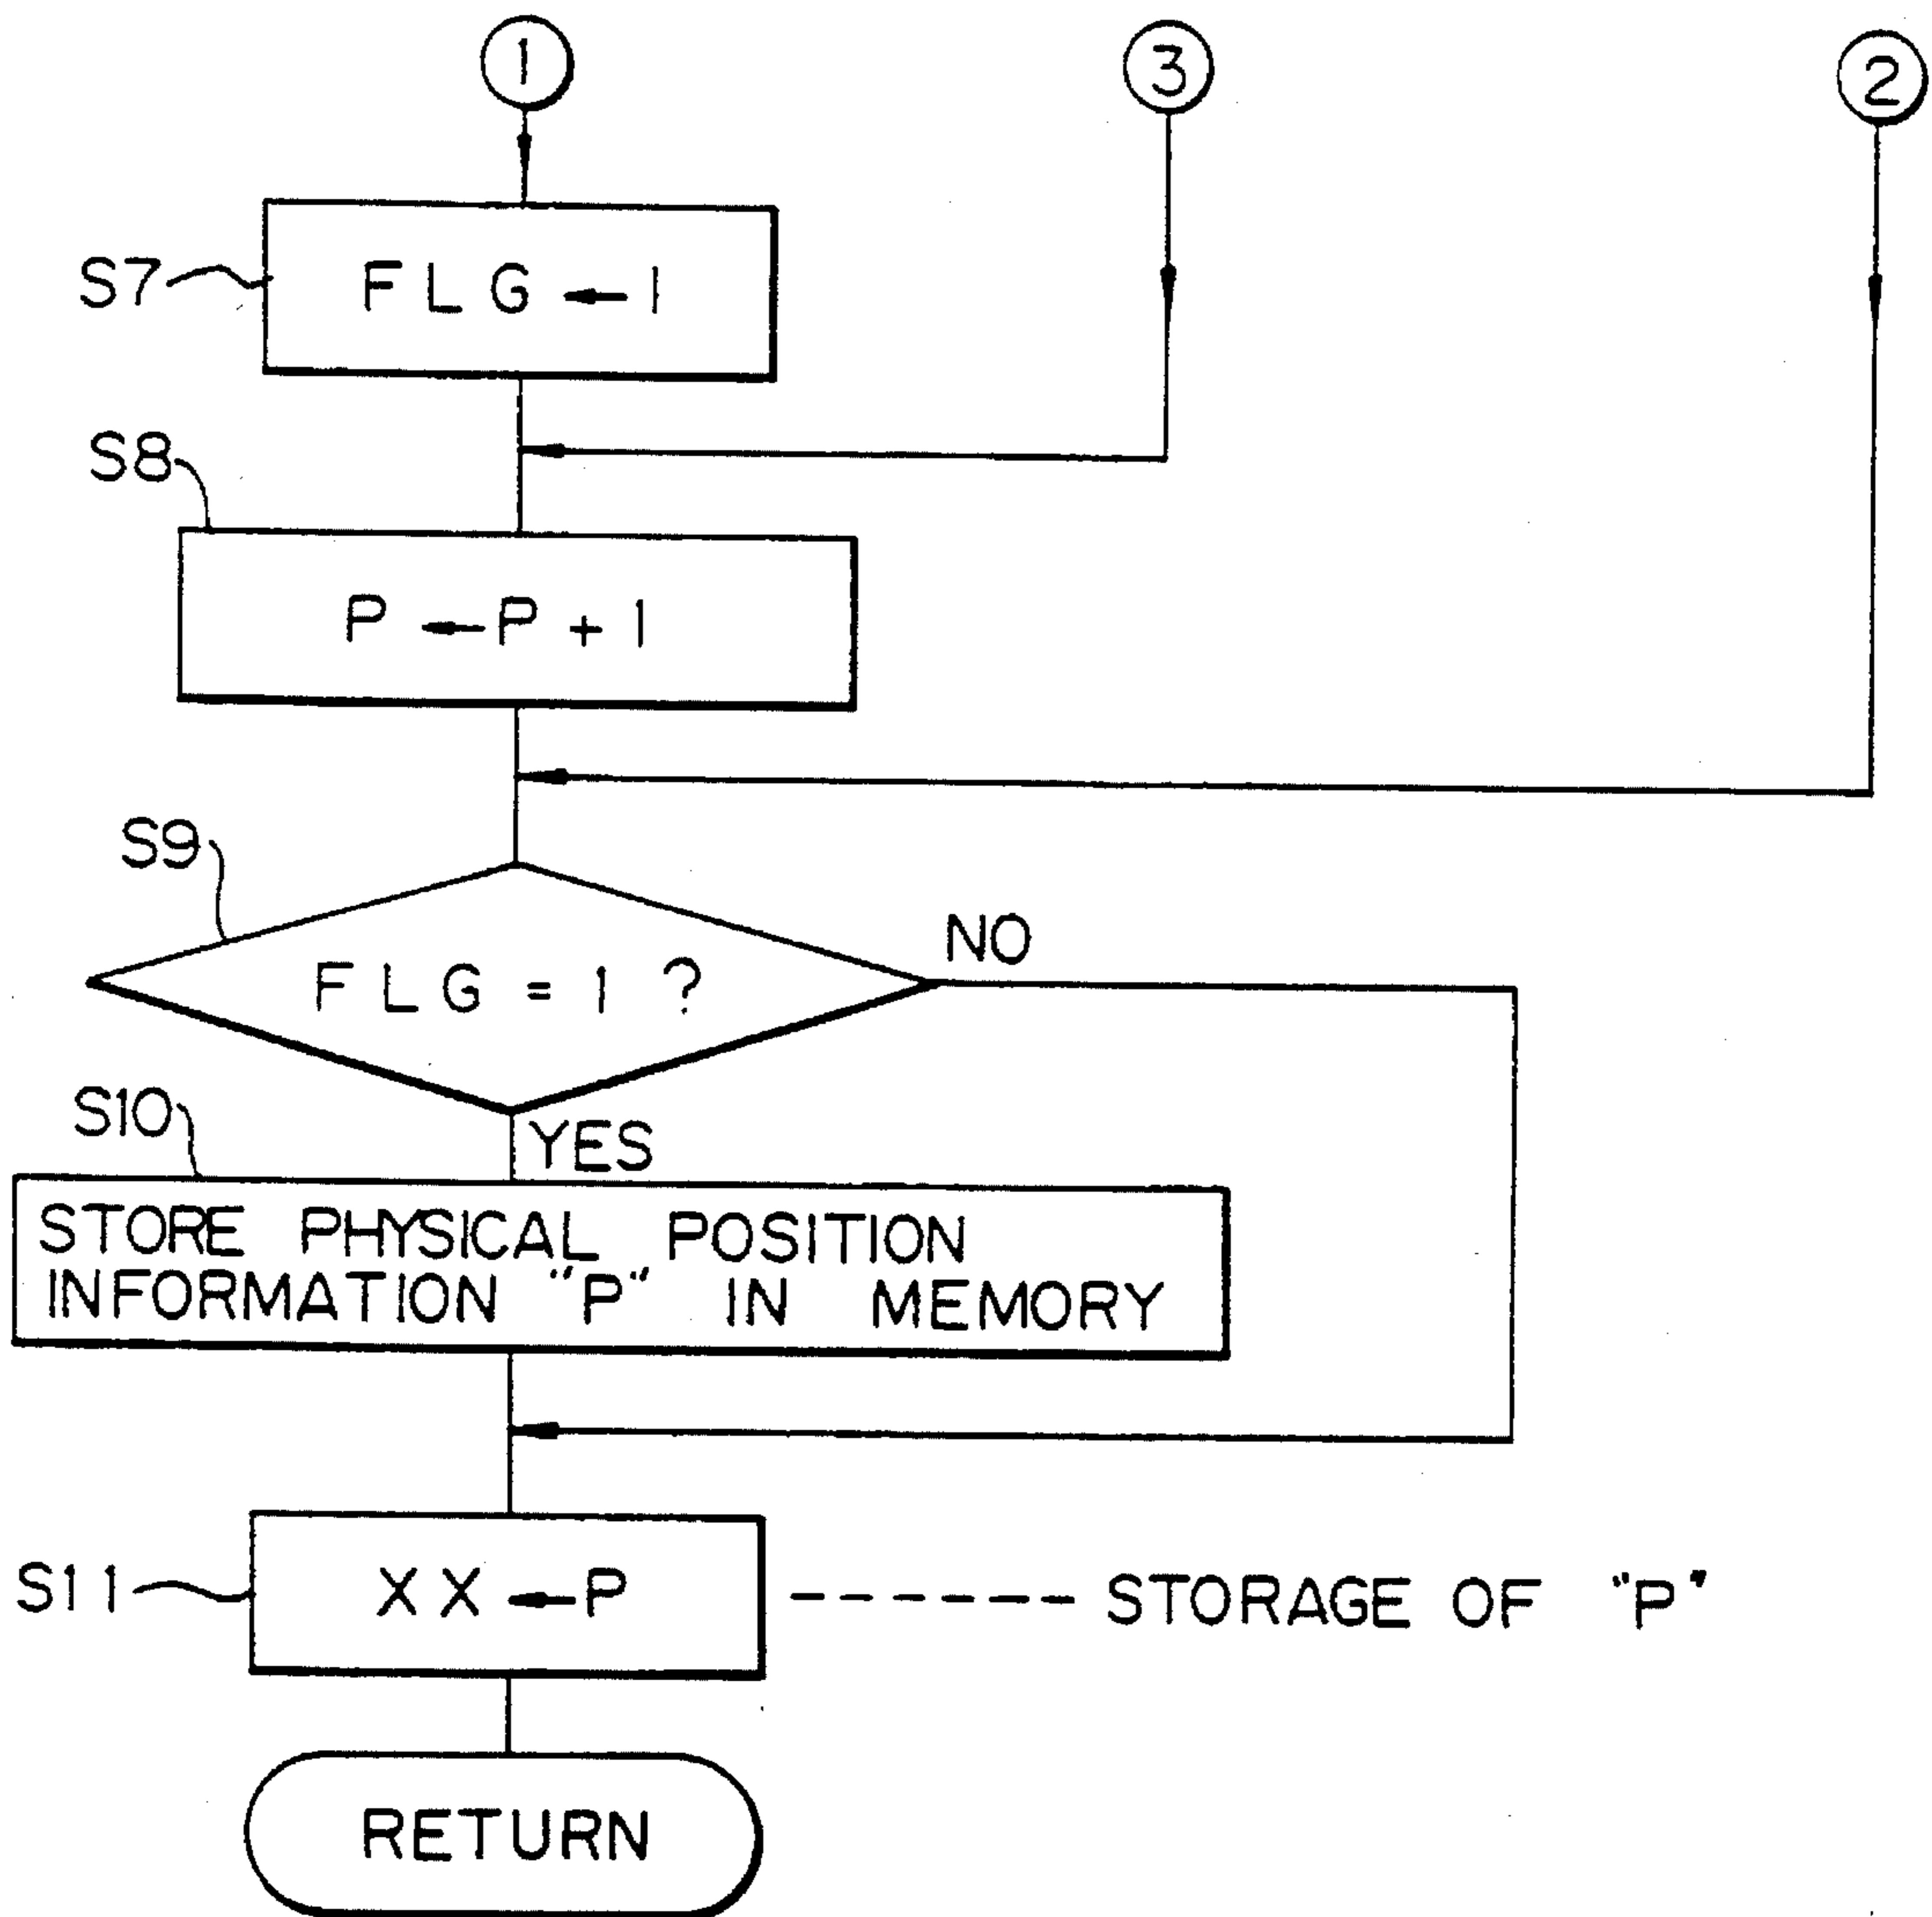 1
3
2
S7
FLG ← 1
S8
P ← P + 1
S9
NO
FLG = 1 ?
S10
YES
STORE PHYSICAL POSITION
INFORMATION "P" IN MEMORY
S11
XX ← P
STORAGE OF "P"
RETURN